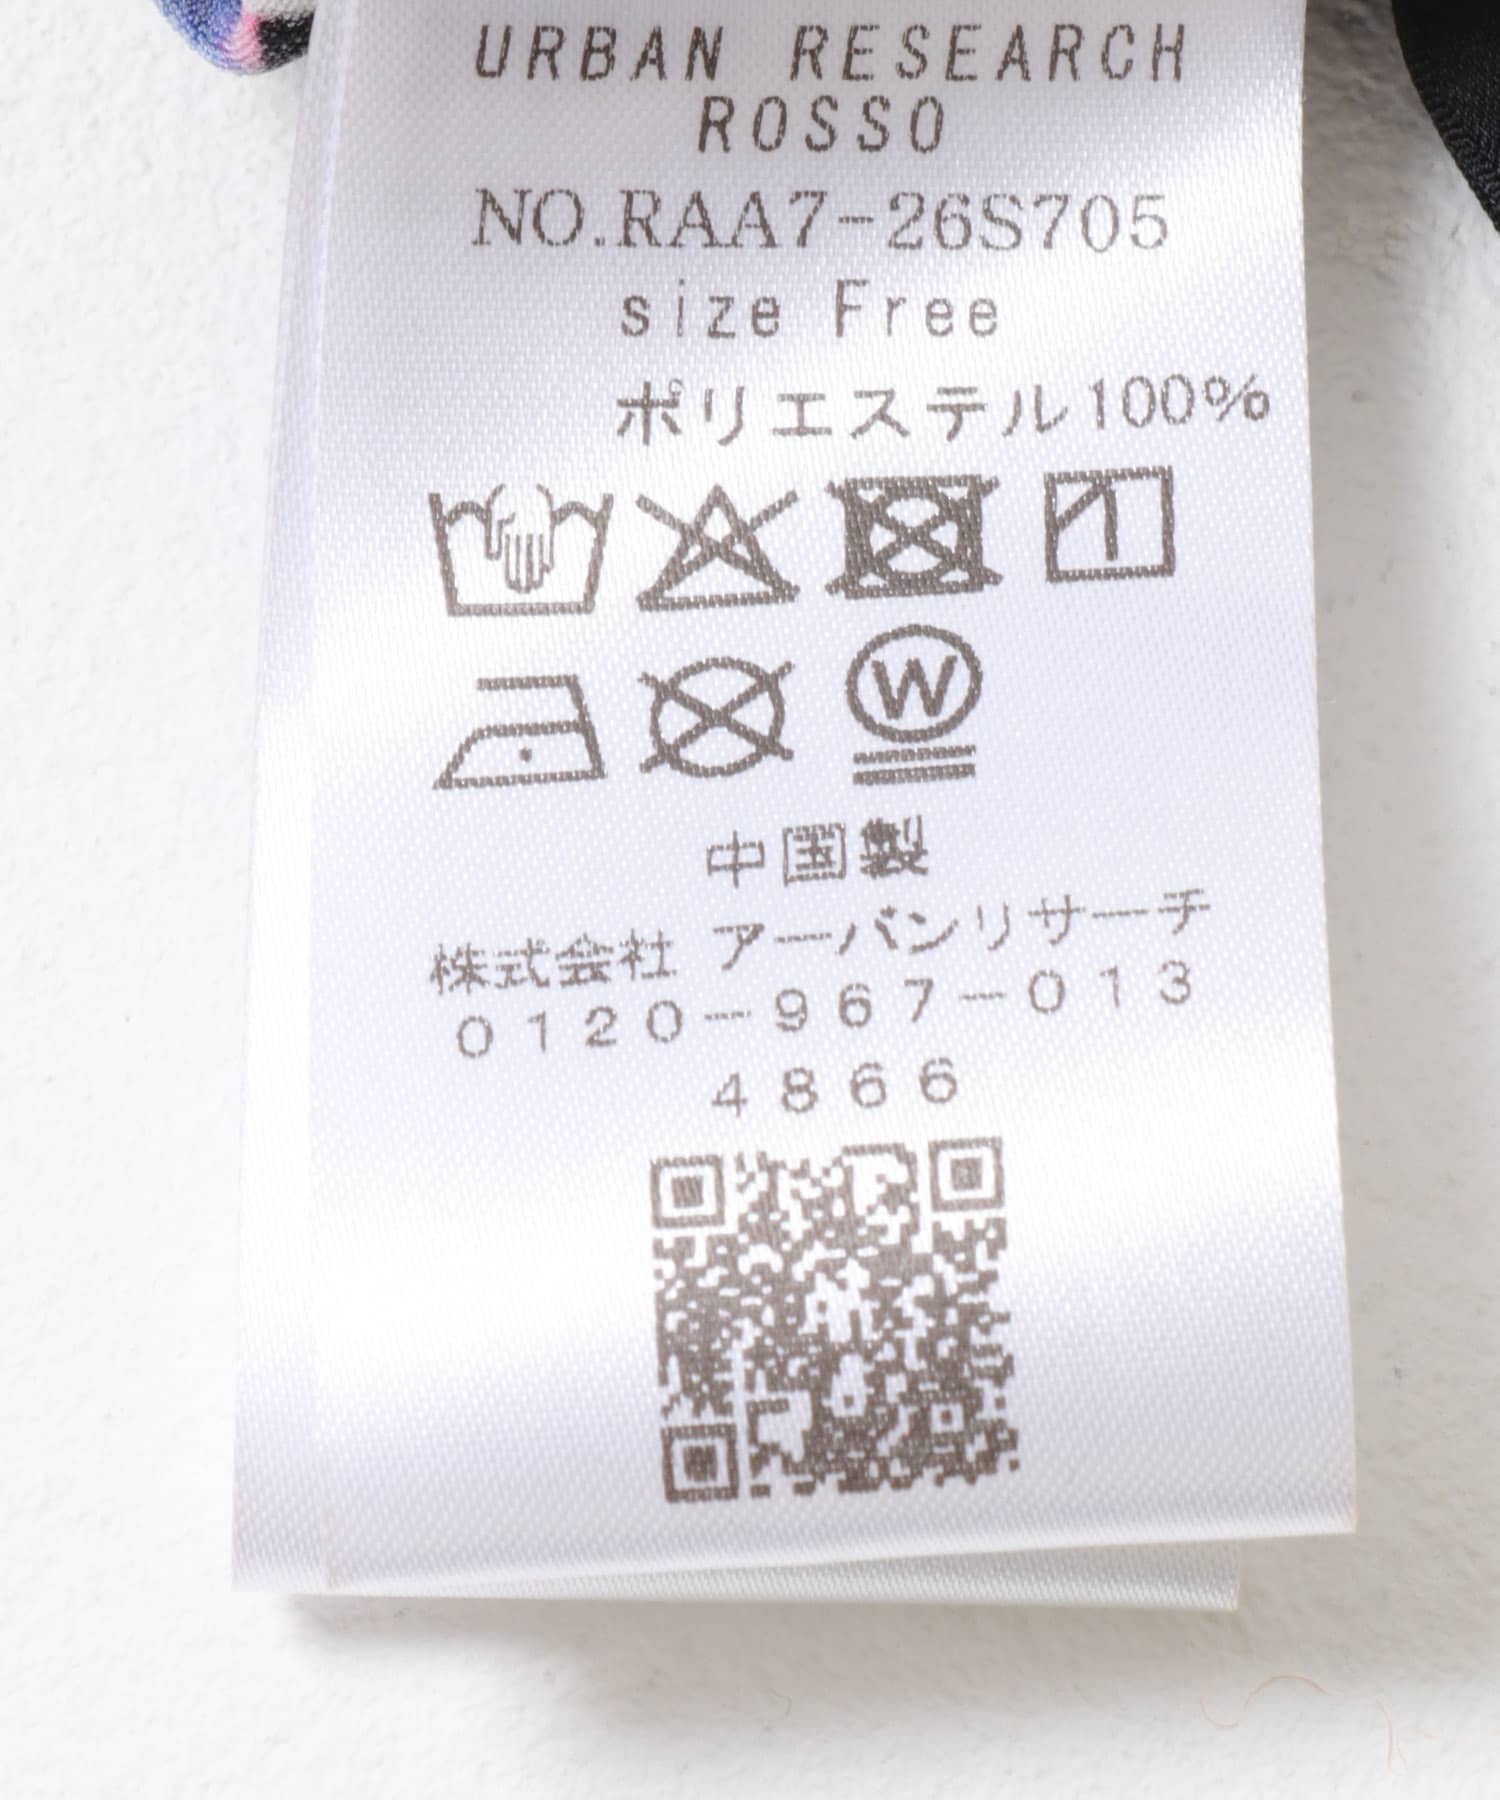 URBAN RESEARCH
ROSSO
NO.RAA7-26S705
size Free
ポリエステル100%
W
中国製
株式会社 アーバンリサーチ
0120-967-013
4866